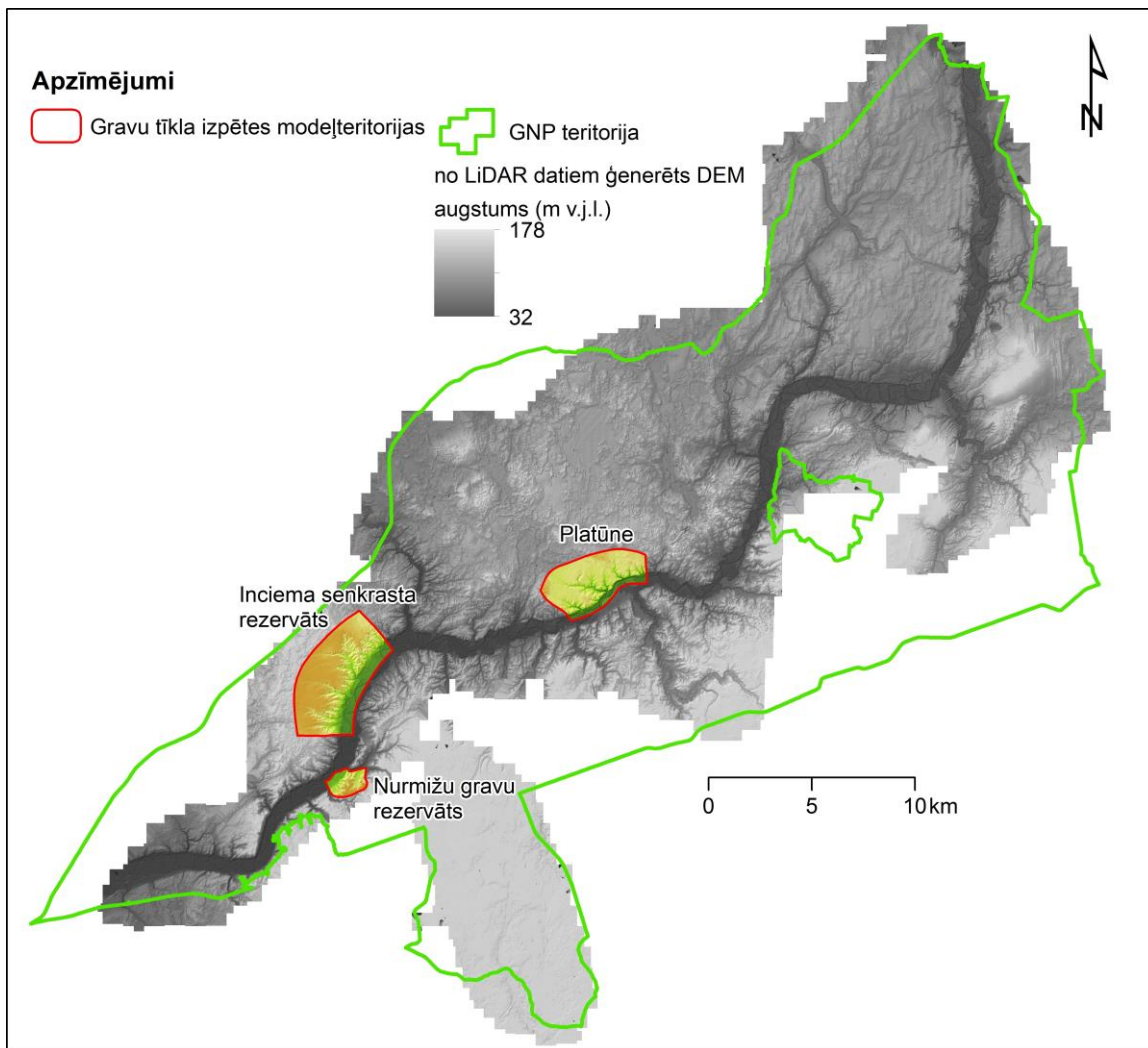 Apzīmējumi
Gravu tīkla izpētes modeļteritorijas
GNP teritorija
no LiDAR datiem ģenerēts DEM
augstums (m v.j.l.)
178
32
N
Platūne
Inciema senkrasta
rezervāts
Nurmižu gravu
rezervāts
0 5 10 km